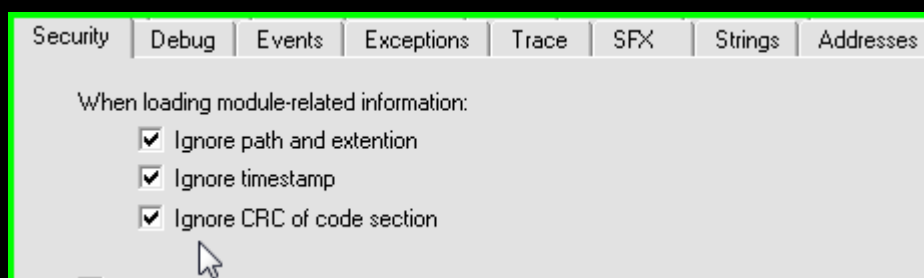 Security Debug Events Exceptions Trace SFX Strings Addresses
When loading module-related information:
Ignore path and extention
Ignore timestamp
Ignore CRC of code section